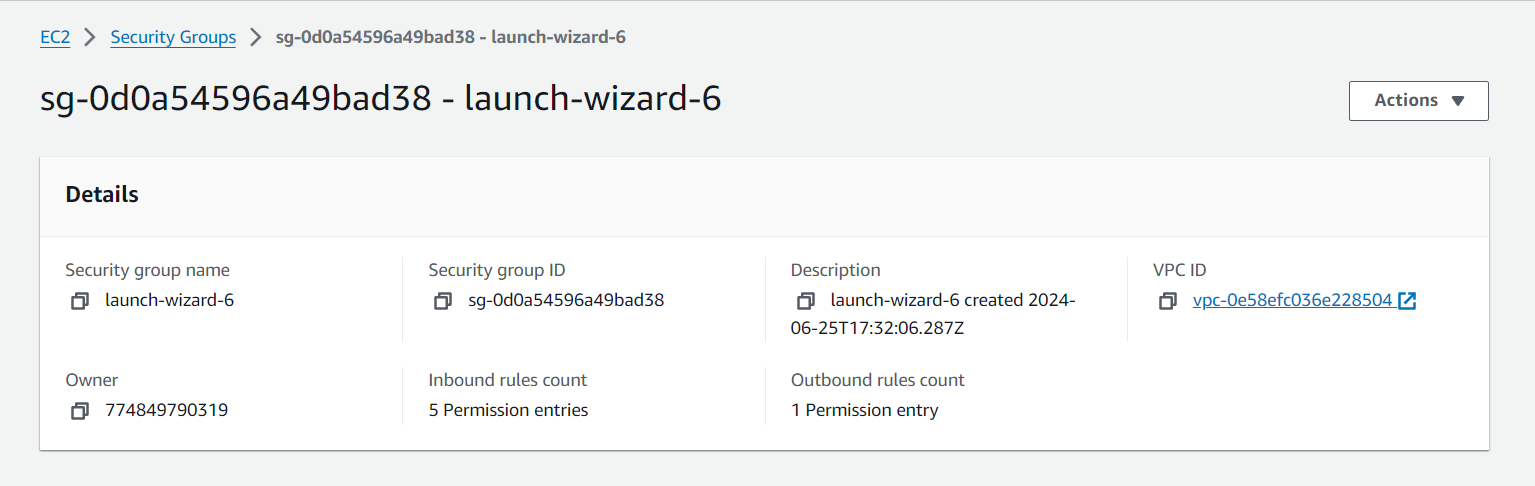 EC2 > Security Groups > sg-0d0a54596a49bad38 - launch-wizard-6
sg-0d0a54596a49bad38 - launch-wizard-6
Actions
Details
Security group name
launch-wizard-6
Security group ID
sg-0d0a54596a49bad38
Description
launch-wizard-6 created 2024-
06-25T17:32:06.287Z
VPC ID
vpc-0e58efc036e228504
Owner
774849790319
Inbound rules count
5 Permission entries
Outbound rules count
1 Permission entry